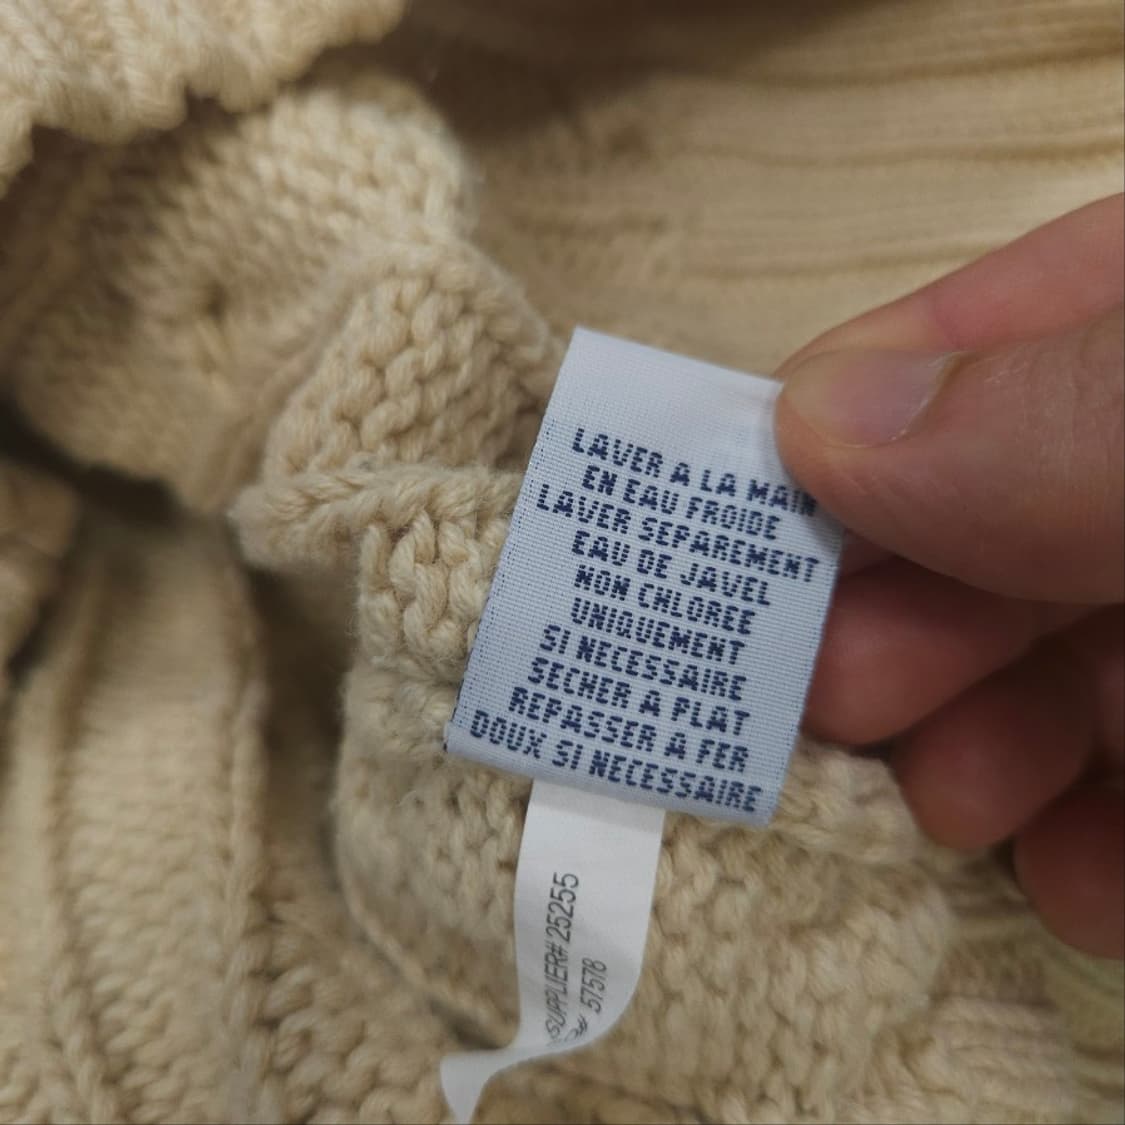 LAVER A LA MAIN
EN EAU FROIDE
LAVER SEPAREMENT
EAU DE JAVEL
NON CHLOREE
UNIQUEMENT
SI NECESSAIRE
SECHER A PLAT
REPASSER A FER
DOUX SI NECESSAIRE
SUPPLIER# 25255
57578